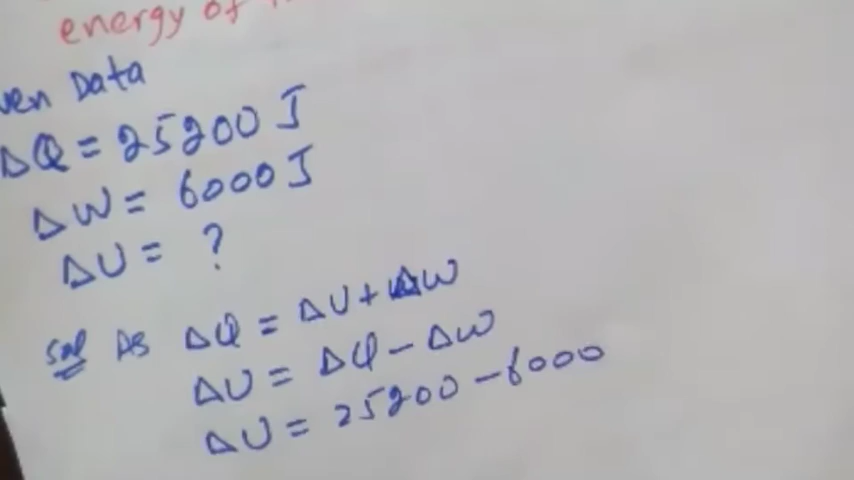 energy of
Data
ΔQ = 25200 J
ΔW = 6000 J
ΔU = ?
Sol As ΔQ = ΔU + ΔW
ΔU = ΔQ - ΔW
ΔU = 25200 - 6000